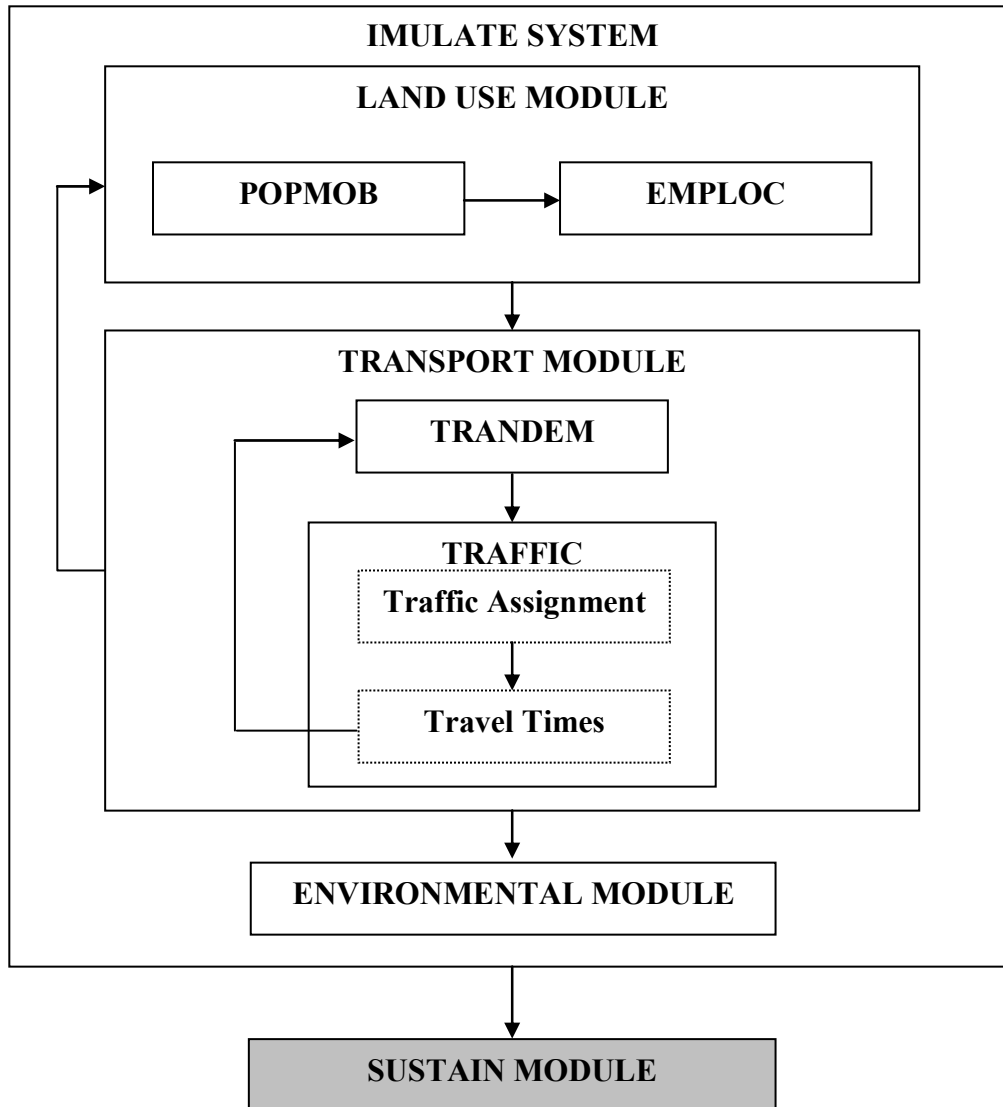 IMULATE SYSTEM
LAND USE MODULE
POPMOB
EMPLOC
TRANSPORT MODULE
TRANDEM
TRAFFIC
Traffic Assignment
Travel Times
ENVIRONMENTAL MODULE
SUSTAIN MODULE